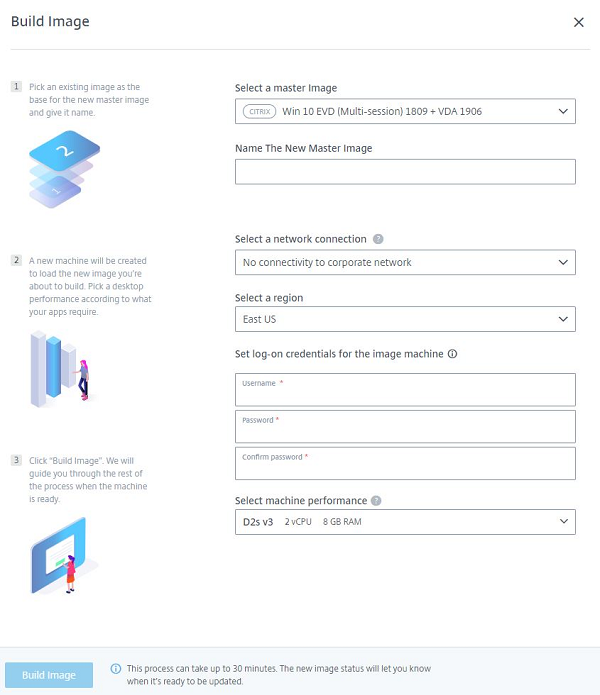 Build Image
1
Pick an existing image as the
base for the new master image
and give it name.
2
1
Select a master Image
CITRIX Win 10 EVD (Multi-session) 1809 + VDA 1906
Name The New Master Image
2
A new machine will be created
to load the new image you're
about to build. Pick a desktop
performance according to what
your apps require.
Select a network connection ?
No connectivity to corporate network
Select a region
East US
Set log-on credentials for the image machine
Username *
Password *
Confirm password *
3
Click "Build Image". We will
guide you through the rest of
the process when the machine
is ready.
Select machine performance ?
D2s v3 2 vCPU 8 GB RAM
Build Image
This process can take up to 30 minutes. The new image status will let you know
when it's ready to be updated.